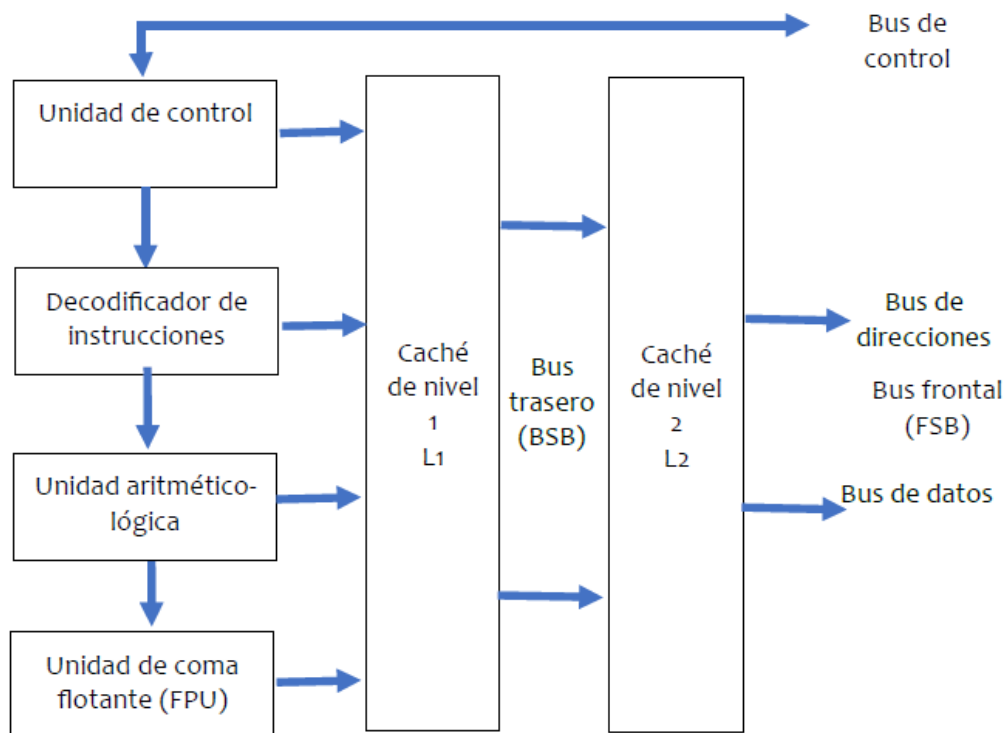 Bus de
control
Unidad de control
Decodificador de
instrucciones
Unidad aritmético-
lógica
Unidad de coma
flotante (FPU)
Caché
de nivel
1
L1
Bus
trasero
(BSB)
Caché
de nivel
2
L2
Bus de
direcciones
Bus frontal
(FSB)
Bus de datos